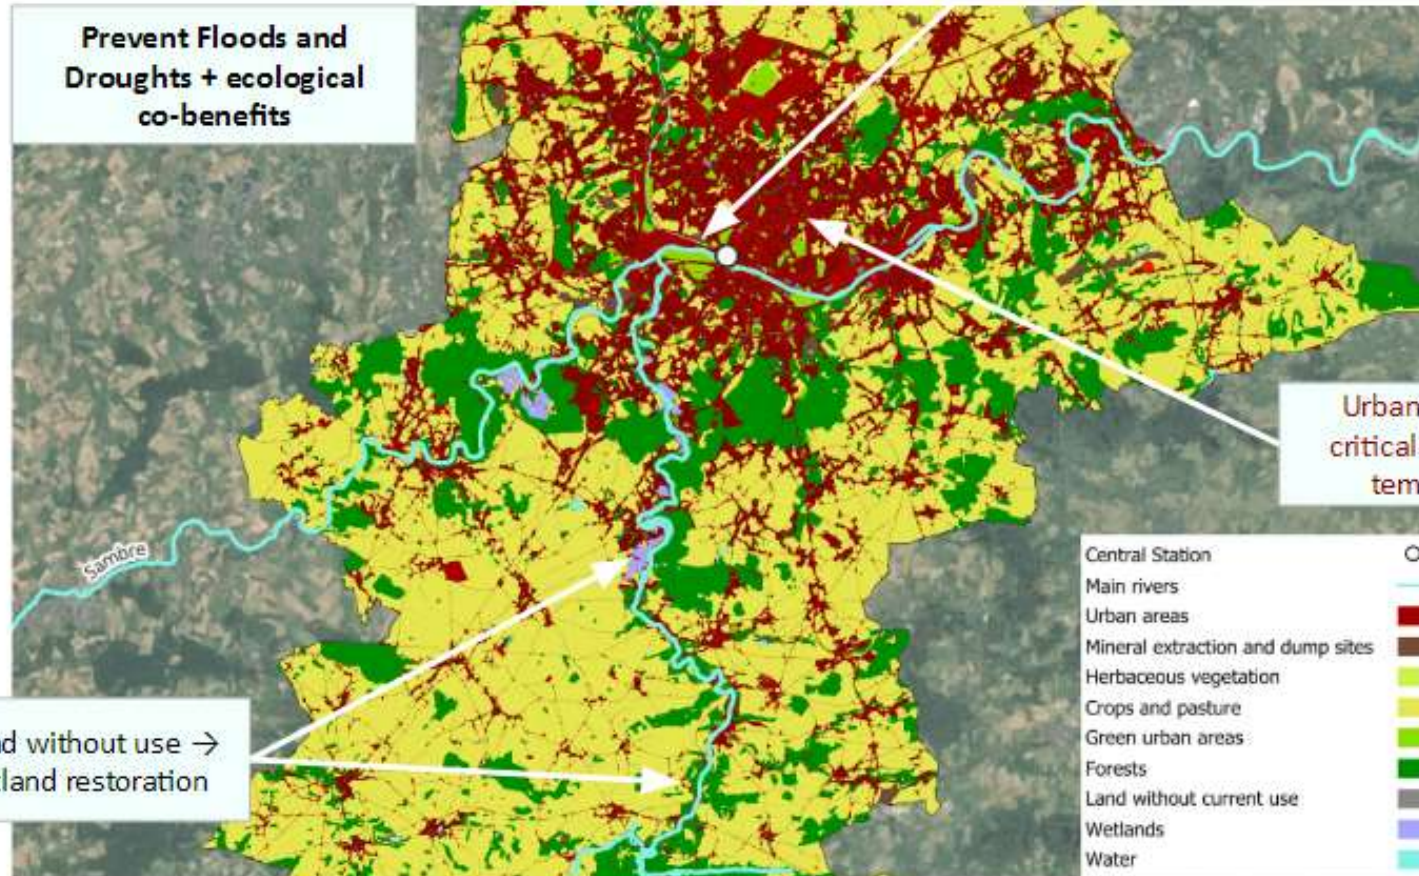 Prevent Floods and
Droughts + ecological
co-benefits
Urban
critical
Sambre
Central Station
Main rivers
Urban areas
Mineral extraction and dump sites
Herbaceous vegetation
Crops and pasture
Green urban areas
Forests
Land without current use
Wetlands
Water
without use →
restoration